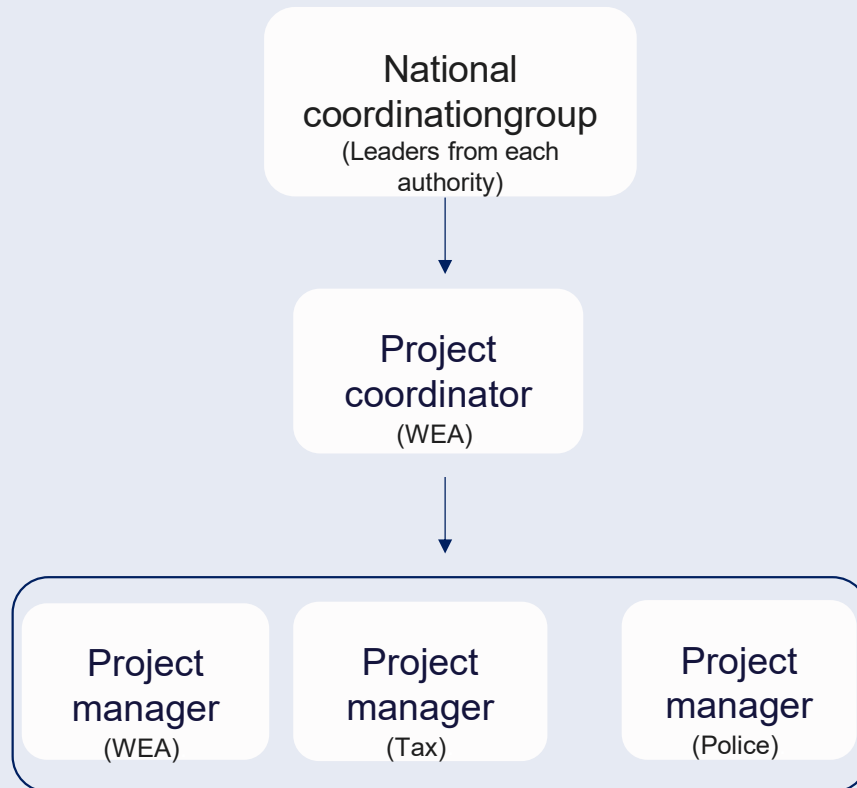 National
coordinationgroup
(Leaders from each
authority)
Project
coordinator
(WEA)
Project
manager
(WEA)
Project
manager
(Tax)
Project
manager
(Police)